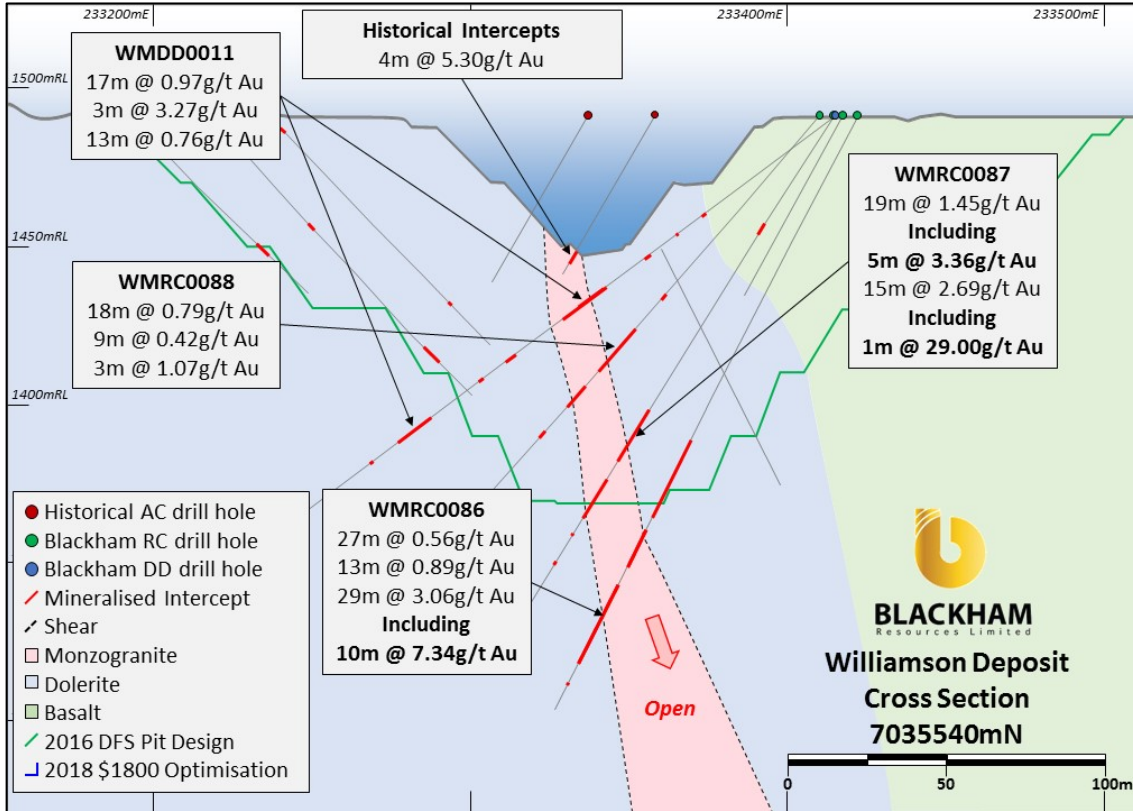 233200mE
233400mE
233500mE
1500mRL
1450mRL
1400mRL
WMDD0011
17m @ 0.97g/t Au
3m @ 3.27g/t Au
13m @ 0.76g/t Au
Historical Intercepts
4m @ 5.30g/t Au
WMRC0088
18m @ 0.79g/t Au
9m @ 0.42g/t Au
3m @ 1.07g/t Au
WMRC0087
19m @ 1.45g/t Au
Including
5m @ 3.36g/t Au
15m @ 2.69g/t Au
Including
1m @ 29.00g/t Au
WMRC0086
27m @ 0.56g/t Au
13m @ 0.89g/t Au
29m @ 3.06g/t Au
Including
10m @ 7.34g/t Au
Historical AC drill hole
Blackham RC drill hole
Blackham DD drill hole
Mineralised Intercept
Shear
Monzogranite
Dolerite
Basalt
2016 DFS Pit Design
2018 $1800 Optimisation
Open
BLACKHAM
Resources Limited
Williamson Deposit
Cross Section
7035540mN
0
50
100m